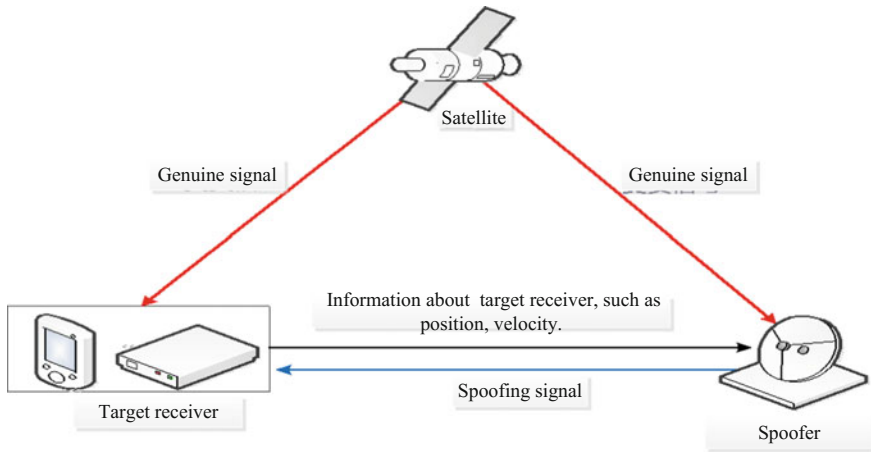 Satellite
Genuine signal
Genuine signal
Information about target receiver, such as
position, velocity.
Spoofing signal
Target receiver
Spoofer